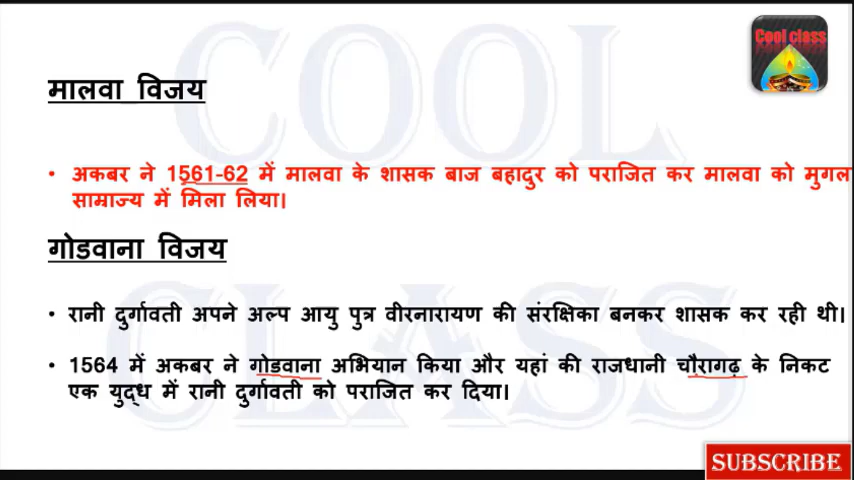 COOL
Cool class
मालवा विजय
• अकबर ने 1561-62 में मालवा के शासक बाज बहादुर को पराजित कर मालवा को मुगल
साम्राज्य में मिला लिया।
गोडवाना विजय
CLASS
• रानी दुर्गावती अपने अल्प आयु पुत्र वीरनारायण की संरक्षिका बनकर शासक कर रही थी।
• 1564 में अकबर ने गोडवाना अभियान किया और यहां की राजधानी चौरागढ़ के निकट
एक युद्ध में रानी दुर्गावती को पराजित कर दिया।
SUBSCRIBE